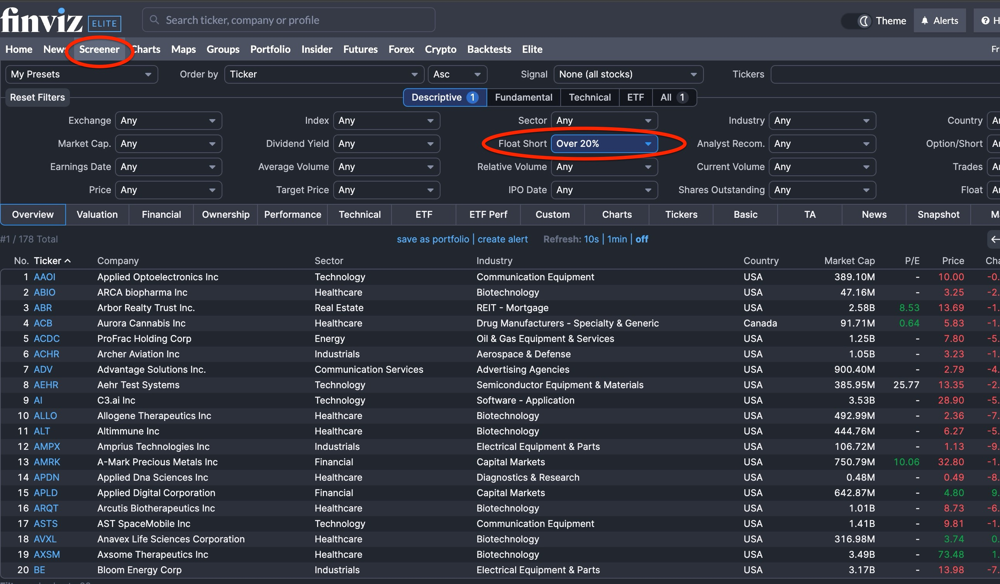 finviz ELITE Search ticker, company or profile Theme Alerts
Home News Screener Charts Maps Groups Portfolio Insider Futures Forex Crypto Backtests Elite
My Presets Order by Ticker Asc Signal None (all stocks) Tickers
Reset Filters Descriptive 1 Fundamental Technical ETF All 1
Exchange Any Index Any Sector Any Industry Any Country
Market Cap. Any Dividend Yield Any Float Short Over 20% Analyst Recom. Any Option/Short
Earnings Date Any Average Volume Any Relative Volume Any Current Volume Any Trades
Price Any Target Price Any IPO Date Any Shares Outstanding Any Float
Overview Valuation Financial Ownership Performance Technical ETF ETF Perf Custom Charts Tickers Basic TA News Snapshot
#1 / 178 Total save as portfolio | create alert Refresh: 10s | 1min | off
No. Ticker Company Sector Industry Country Market Cap P/E Price
1 AAOI Applied Optoelectronics Inc Technology Communication Equipment USA 389.10M - 10.00 -0.
2 ABIO ARCA biopharma Inc Healthcare Biotechnology USA 47.16M - 3.25 -2.
3 ABR Arbor Realty Trust Inc. Real Estate REIT - Mortgage USA 2.58B 8.53 13.69 -1.
4 ACB Aurora Cannabis Inc Healthcare Drug Manufacturers - Specialty & Generic Canada 91.71M 0.64 5.83 -1.
5 ACDC ProFrac Holding Corp Energy Oil & Gas Equipment & Services USA 1.25B - 7.80 -5.
6 ACHR Archer Aviation Inc Industrials Aerospace & Defense USA 1.05B - 3.23 -1.
7 ADV Advantage Solutions Inc. Communication Services Advertising Agencies USA 900.40M - 2.79 -4.
8 AEHR Aehr Test Systems Technology Semiconductor Equipment & Materials USA 385.95M 25.77 13.35 -2.
9 AI C3.ai Inc Technology Software - Application USA 3.53B - 28.90 -5.
10 ALLO Allogene Therapeutics Inc Healthcare Biotechnology USA 492.99M - 2.36 -7.
11 ALT Altimmune Inc Healthcare Biotechnology USA 444.76M - 6.27 -5.
12 AMPX Amprius Technologies Inc Industrials Electrical Equipment & Parts USA 106.72M - 1.13 -9.
13 AMRK A-Mark Precious Metals Inc Financial Capital Markets USA 750.79M 10.06 32.80 -1.
14 APDN Applied Dna Sciences Inc Healthcare Diagnostics & Research USA 0.48M - 0.49 -8.
15 APLD Applied Digital Corporation Financial Capital Markets USA 642.87M - 4.80 9.
16 ARQT Arcutis Biotherapeutics Inc Healthcare Biotechnology USA 1.01B - 8.73 -6.
17 ASTS AST SpaceMobile Inc Technology Communication Equipment USA 1.41B - 9.81 -1.
18 AVXL Anavex Life Sciences Corporation Healthcare Biotechnology USA 316.98M - 3.74 0.
19 AXSM Axsome Therapeutics Inc Healthcare Biotechnology USA 3.49B - 73.48 1.
20 BE Bloom Energy Corp Industrials Electrical Equipment & Parts USA 3.17B - 13.98 -7.